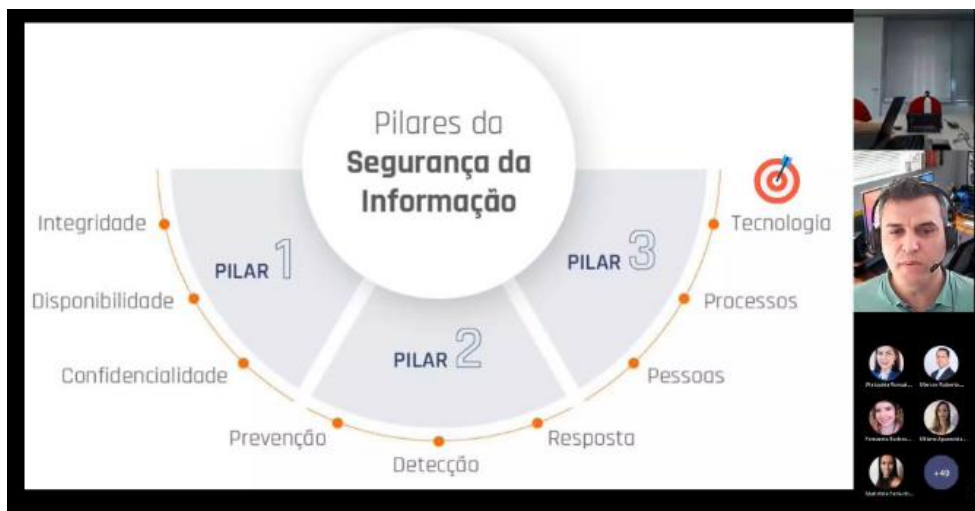 Pilares da
Segurança da
Informação
Integridade
Disponibilidade
Confidencialidade
PILAR 1
Prevenção
Detecção
Resposta
PILAR 2
PILAR 3
Tecnologia
Processos
Pessoas
+49